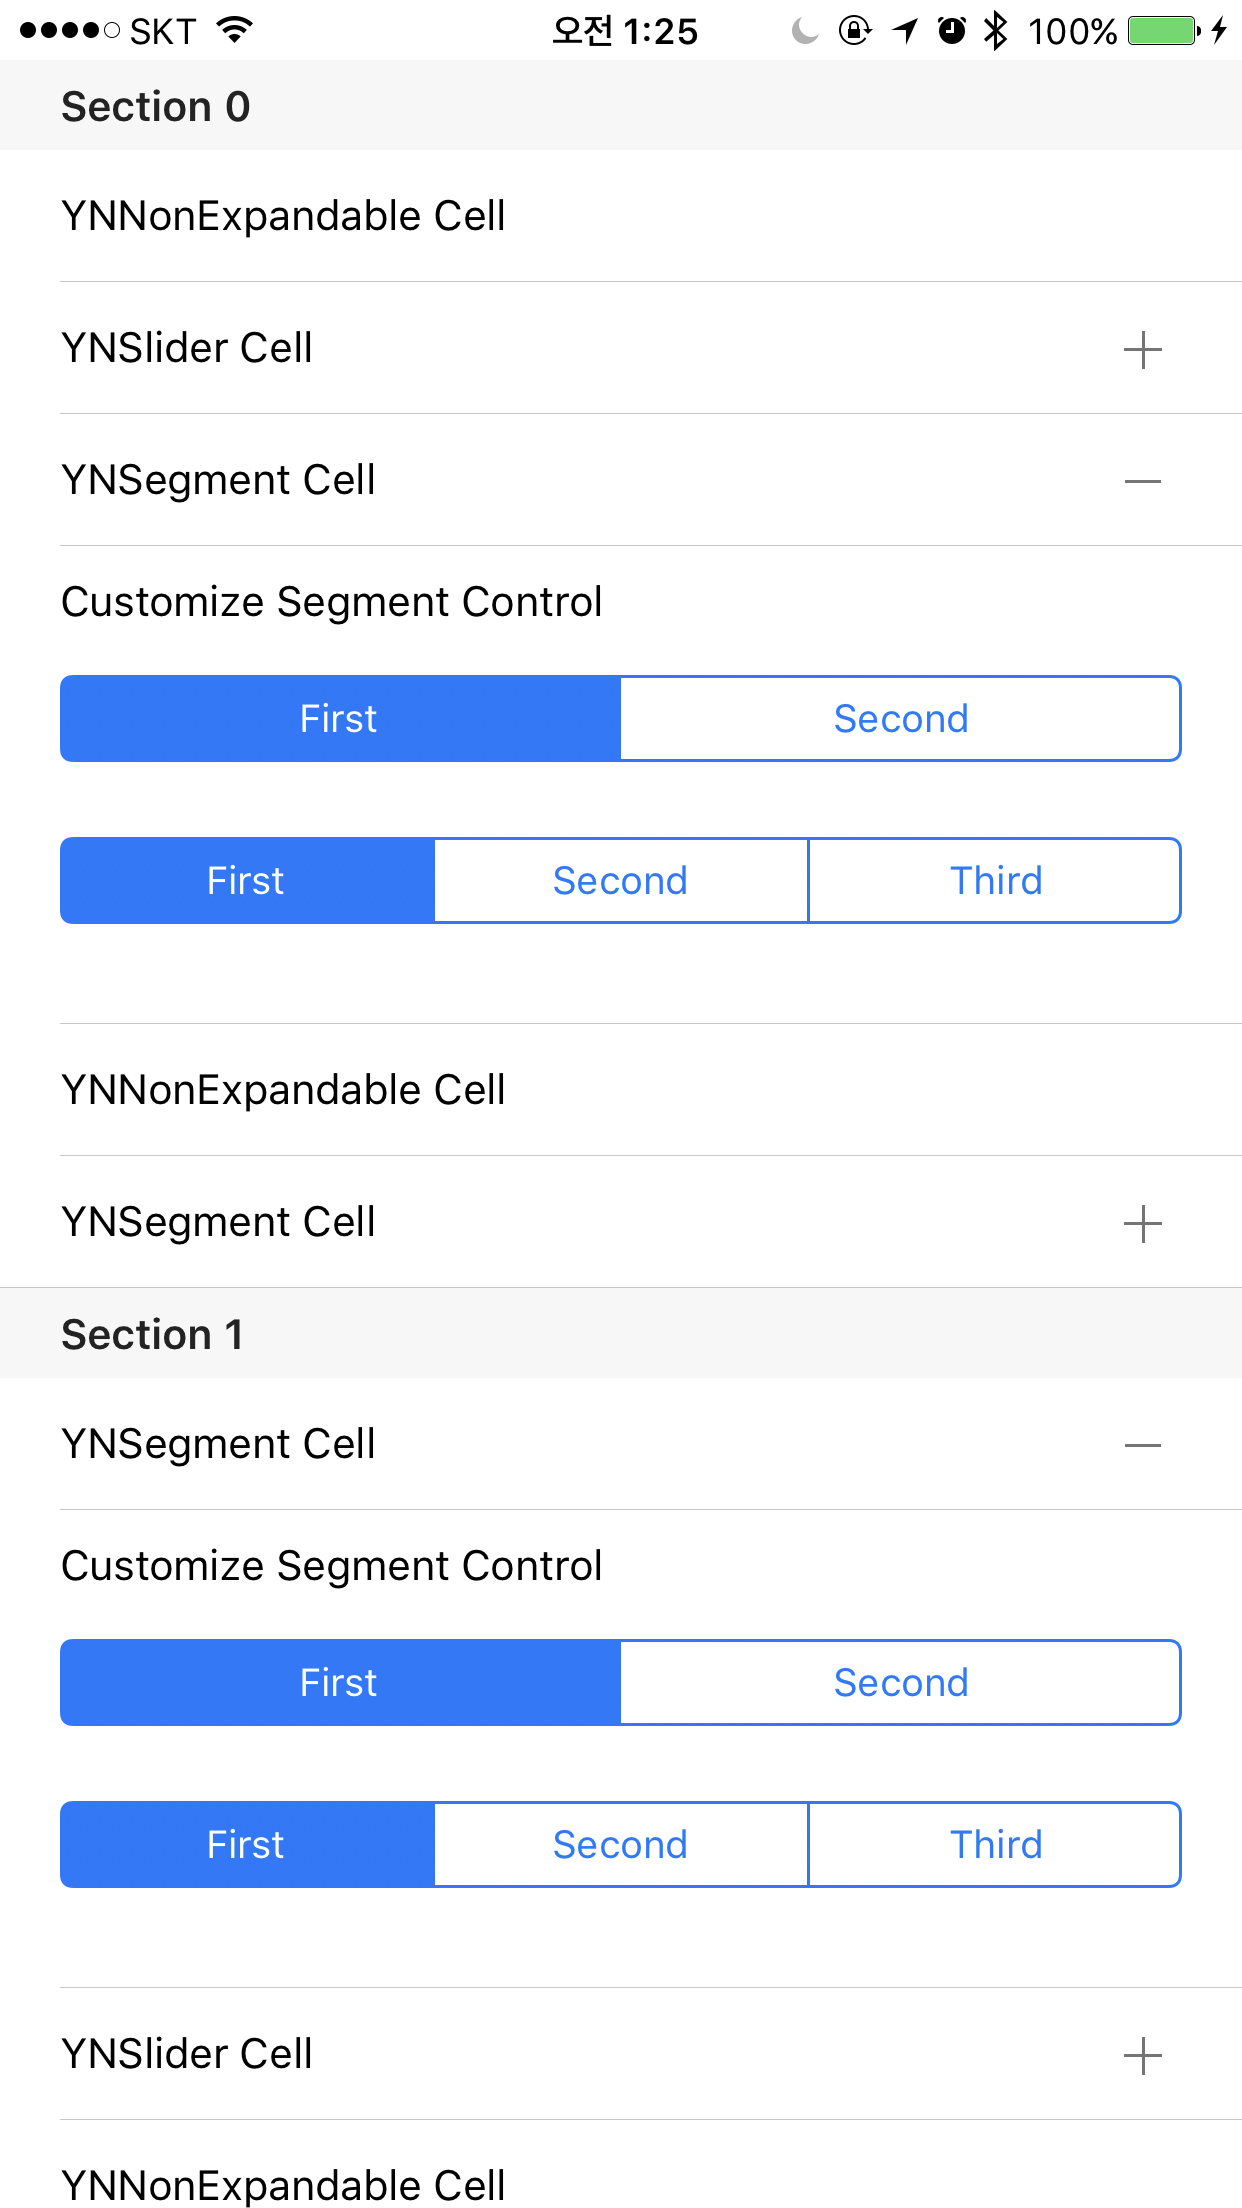 SKT 오전 1:25 100%
Section 0
YNNonExpandable Cell
YNSlider Cell
YNSegment Cell
Customize Segment Control
First Second
First Second Third
YNNonExpandable Cell
YNSegment Cell
Section 1
YNSegment Cell
Customize Segment Control
First Second
First Second Third
YNSlider Cell
YNNonExpandable Cell